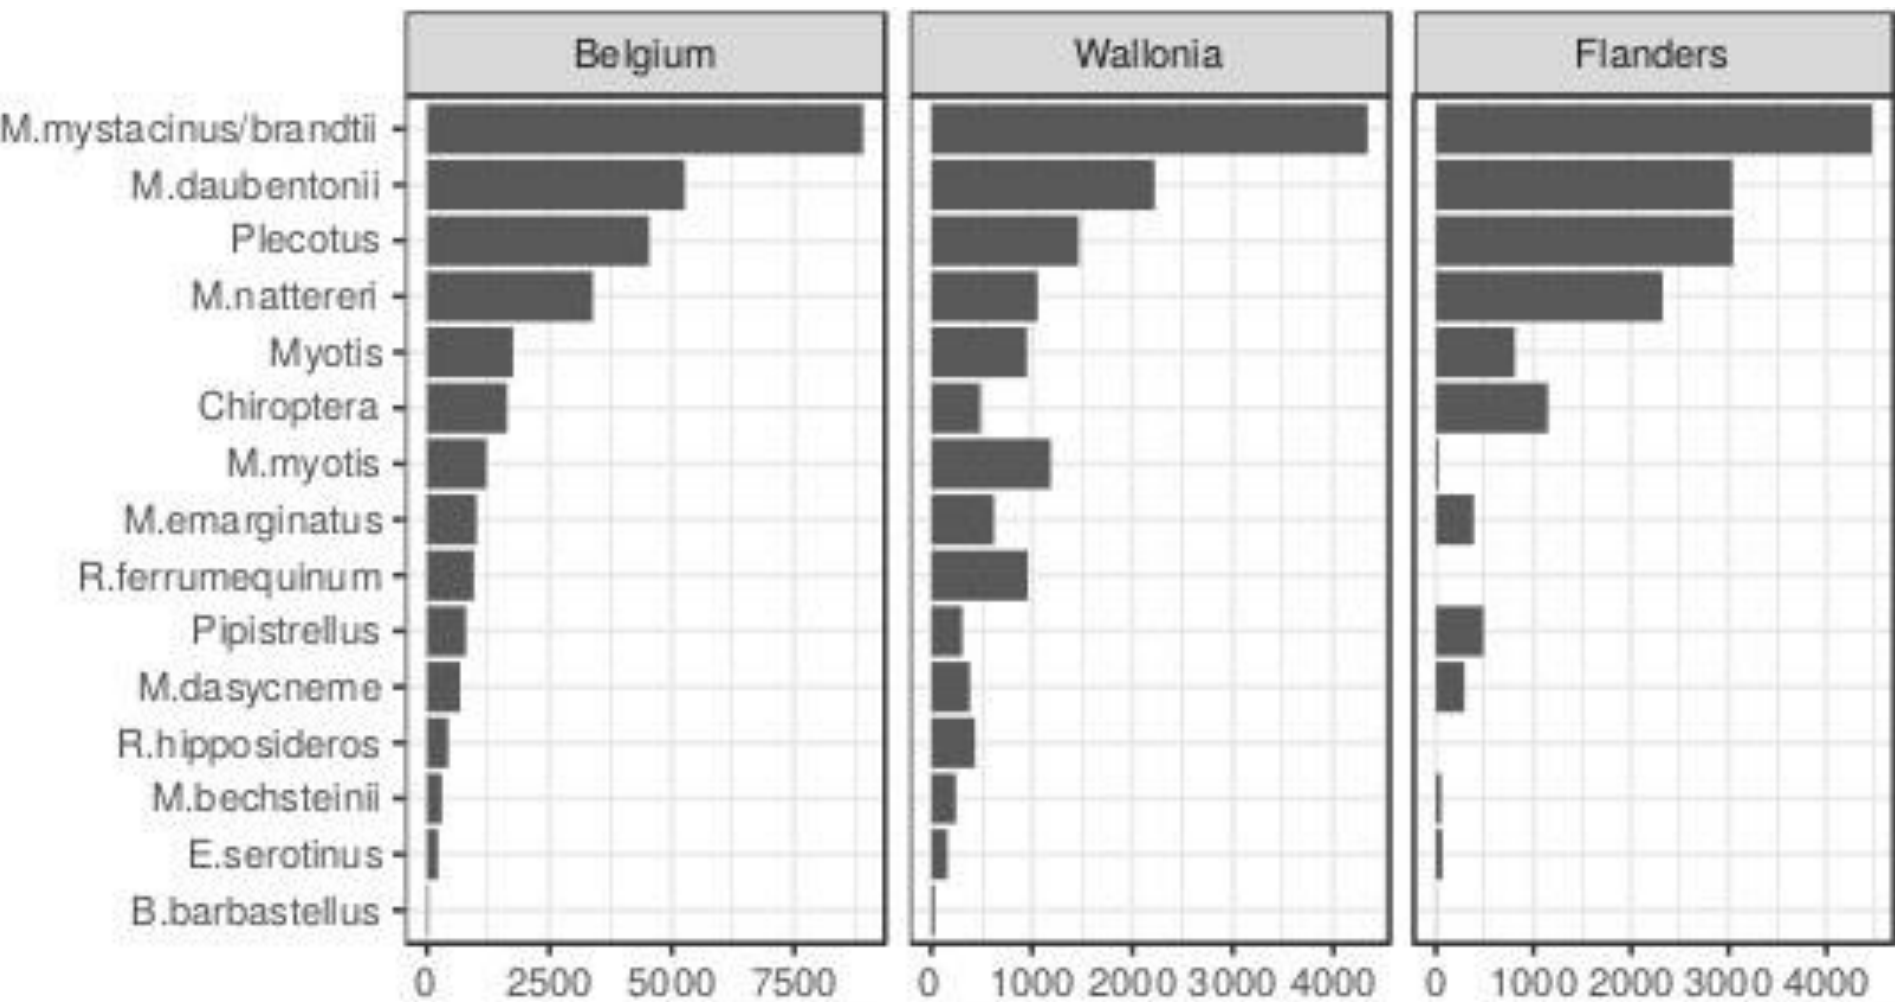 Belgium Wallonia Flanders
M.mystacinus/brandtii
M.daubentonii
Plecotus
M.nattereri
Myotis
Chiroptera
M.myotis
M.emarginatus
R.ferrumequinum
Pipistrellus
M.dasycneme
R.hipposideros
M.bechsteinii
E.serotinus
B.barbastellus
0 2500 5000 7500 0 1000 2000 3000 4000 0 1000 2000 3000 4000